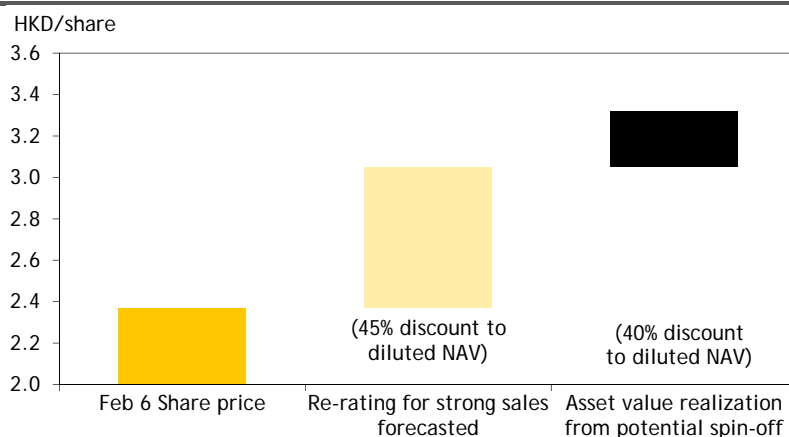 HKD/share
3.6
3.4
3.2
3.0
2.8
2.6
2.4
2.2
2.0
(45% discount to
diluted NAV)
(40% discount
to diluted NAV)
Feb 6 Share price
Re-rating for strong sales
forecasted
Asset value realization
from potential spin-off